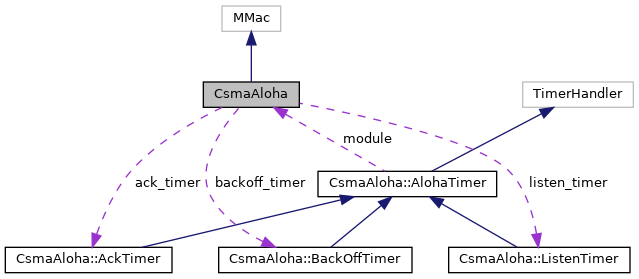 MMac
CsmaAloha
TimerHandler
module
ack_timer
backoff_timer
CsmaAloha::AlohaTimer
listen_timer
CsmaAloha::AckTimer
CsmaAloha::BackOffTimer
CsmaAloha::ListenTimer